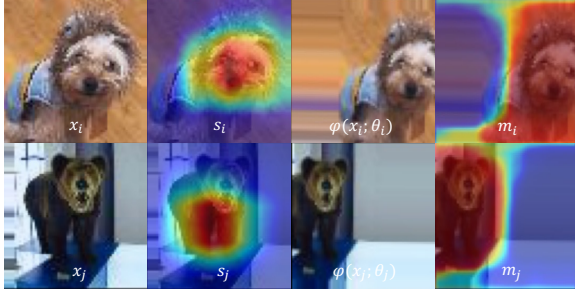 x_i s_i φ(x_i; θ_i) m_i
x_j s_j φ(x_j; θ_j) m_j